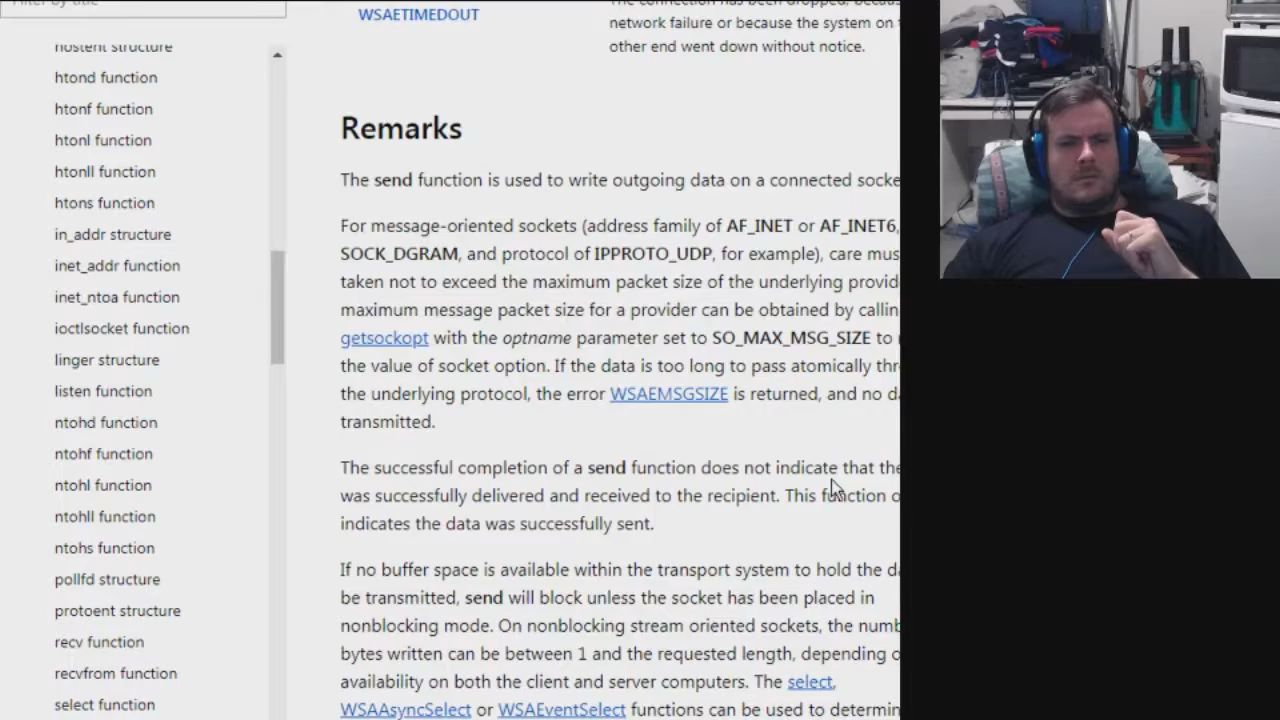 Filter by title
hostent structure
htond function
htonf function
htonl function
htonll function
htons function
in_addr structure
inet_addr function
inet_ntoa function
ioctlsocket function
linger structure
listen function
ntohd function
ntohf function
ntohl function
ntohll function
ntohs function
pollfd structure
protoent structure
recv function
recvfrom function
select function
WSAETIMEDOUT
The connection has been dropped, because
network failure or because the system on
other end went down without notice.
Remarks
The send function is used to write outgoing data on a connected
For message-oriented sockets (address family of AF_INET or AF_INET6,
SOCK_DGRAM, and protocol of IPPROTO_UDP, for example), care
taken not to exceed the maximum packet size of the underlying
maximum message packet size for a provider can be obtained by
getsockopt with the optname parameter set to SO_MAX_MSG_SIZE to
the value of socket option. If the data is too long to pass atomically
the underlying protocol, the error WSAEMSGSIZE is returned, and no
transmitted.
The successful completion of a send function does not indicate that
was successfully delivered and received to the recipient. This function
indicates the data was successfully sent.
If no buffer space is available within the transport system to hold the
be transmitted, send will block unless the socket has been placed in
nonblocking mode. On nonblocking stream oriented sockets, the
bytes written can be between 1 and the requested length, depending
availability on both the client and server computers. The select,
WSAAsyncSelect or WSAEventSelect functions can be used to